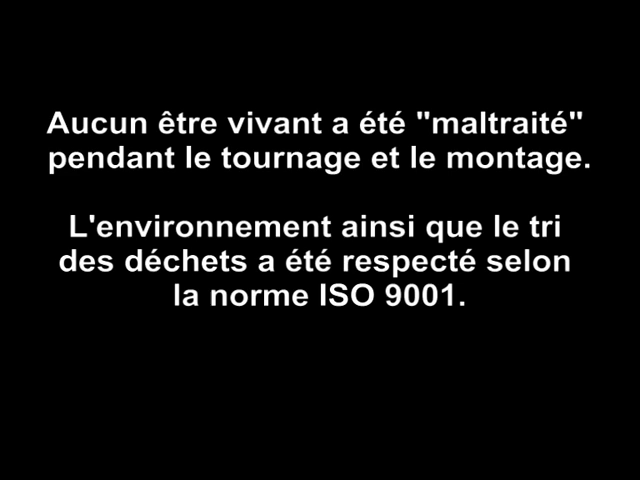 Aucun être vivant a été "maltraité"
pendant le tournage et le montage.
L'environnement ainsi que le tri
des déchets a été respecté selon
la norme ISO 9001.